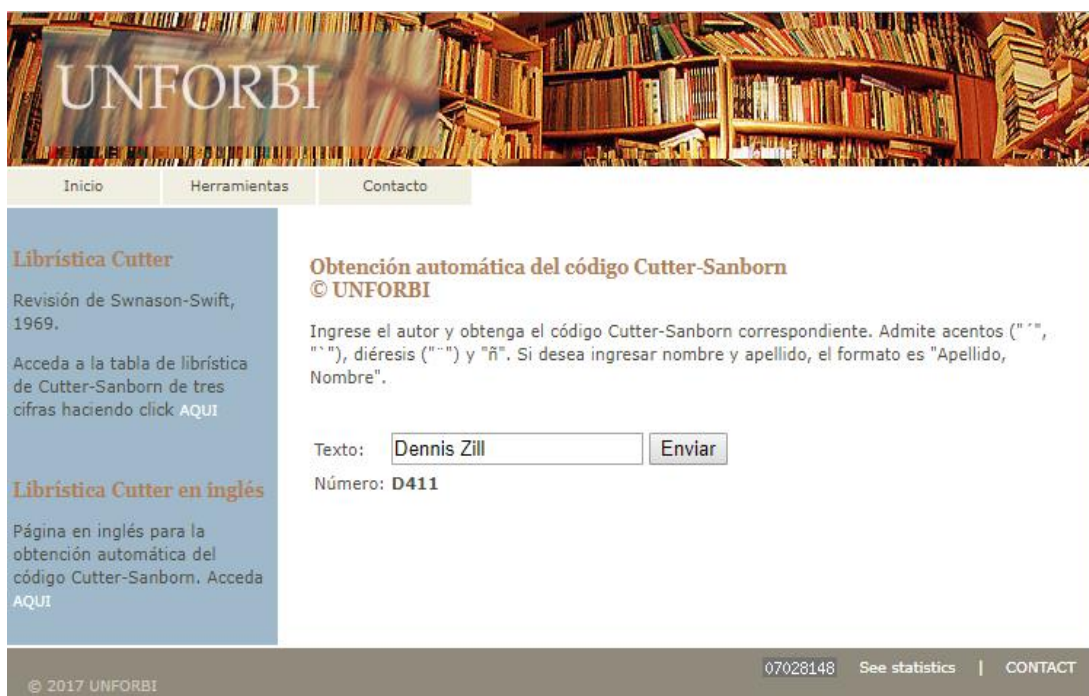 UNFORBI
Inicio Herramientas Contacto
Librística Cutter
Revisión de Swnason-Swift,
1969.
Acceda a la tabla de librística
de Cutter-Sanborn de tres
cifras haciendo click AQUI
Librística Cutter en inglés
Página en inglés para la
obtención automática del
código Cutter-Sanborn. Acceda
AQUI
Obtención automática del código Cutter-Sanborn
© UNFORBI
Ingrese el autor y obtenga el código Cutter-Sanborn correspondiente. Admite acentos ("´",
"`"), diéresis ("¨") y "ñ". Si desea ingresar nombre y apellido, el formato es "Apellido,
Nombre".
Texto: Dennis Zill Enviar
Número: D411
07028148 See statistics | CONTACT
© 2017 UNFORBI